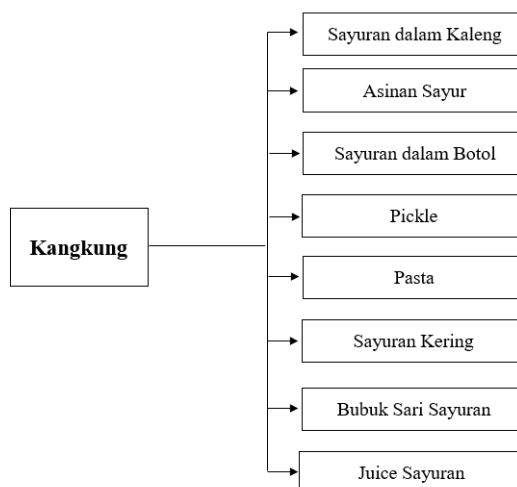 Kangkung
Sayuran dalam Kaleng
Asinan Sayur
Sayuran dalam Botol
Pickle
Pasta
Sayuran Kering
Bubuk Sari Sayuran
Juice Sayuran